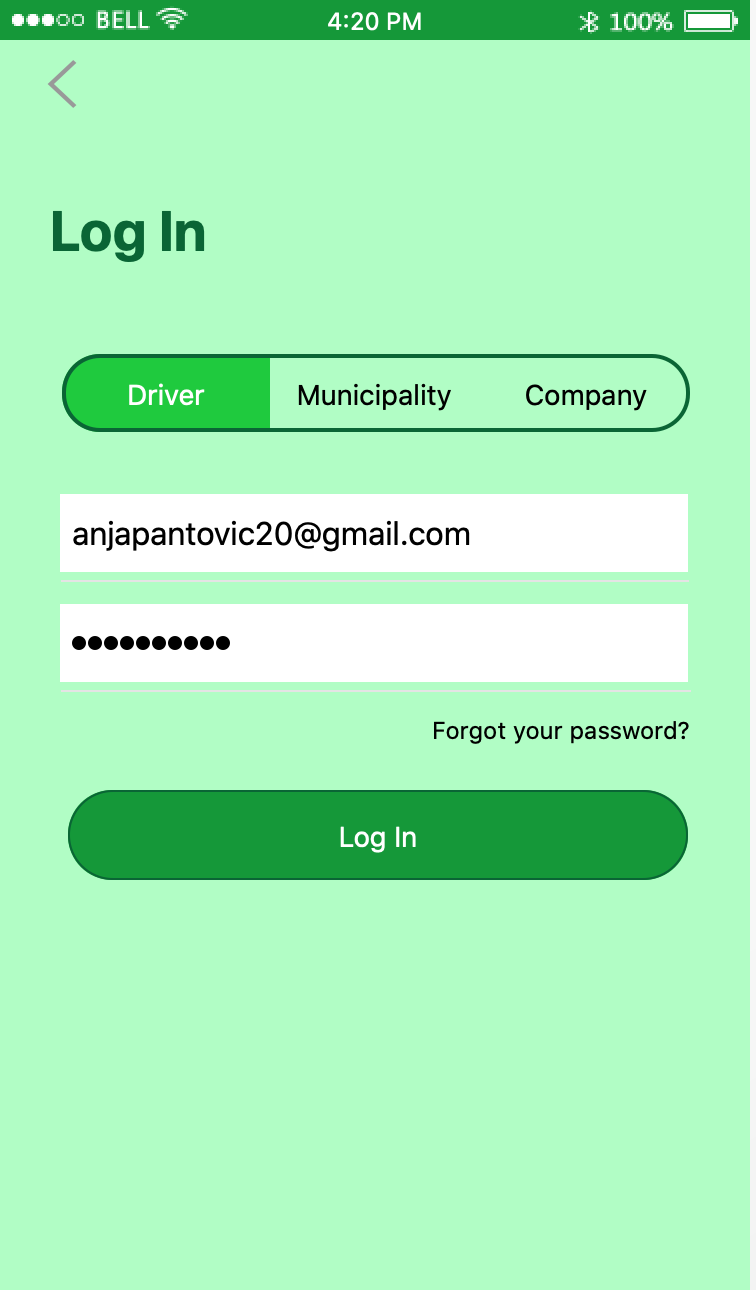 BELL 4:20 PM 100%
Log In
Driver Municipality Company
anjapantovic20@gmail.com
●●●●●●●●●●
Forgot your password?
Log In